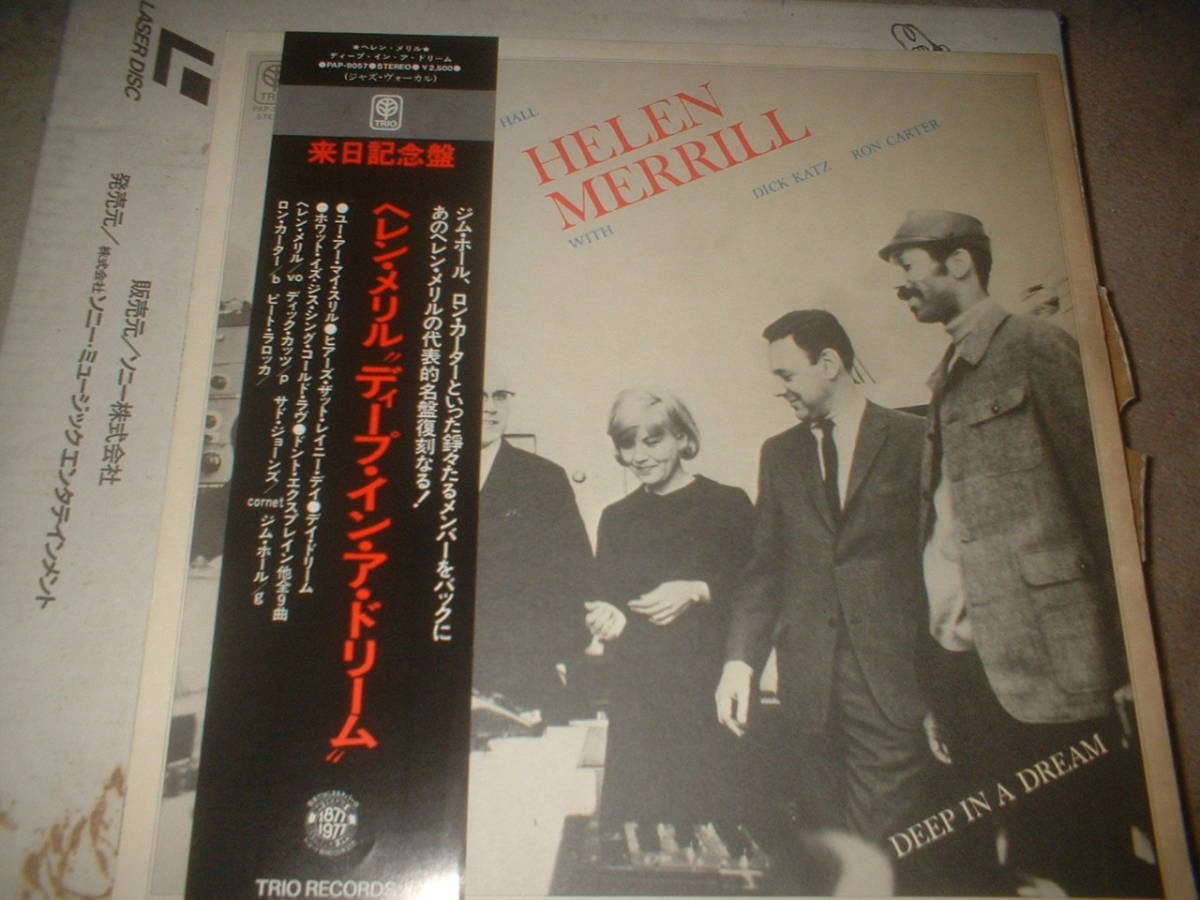 LASER DISC
発売元／株式会社ソニー・ミュージックエンタテインメント
販売元／ソニー株式会社
★ヘレン・メリル★
ディープ・イン・ア・ドリーム
●PAP-9057●STEREO●¥2,500●
(ジャズ・ヴォーカル)
TRIO
来日記念盤
ジム・ホール、ロン・カーターといった錚々たるメンバーをバックに
あのヘレン・メリルの代表的名盤復刻なる！
ヘレン・メリル〝ディープ・イン・ア・ドリーム〟
●ユー・アー・マイ・スリル●ヒアーズ・ザット・レイニー・デイ●デイ・ドリーム
●ホワット・イズ・ジス・シング・コールド・ラヴ●ドント・エクスプレイン 他全9曲
ヘレン・メリル／vo ディック・カッツ／p サド・ジョーンズ／cornet ジム・ホール／g
ロン・カーター／b ピート・ラロッカ／
1877
1977
TRIO RECORDS
HALL
HELEN
MERRILL
WITH
DICK KATZ
RON CARTER
DEEP IN A DREAM